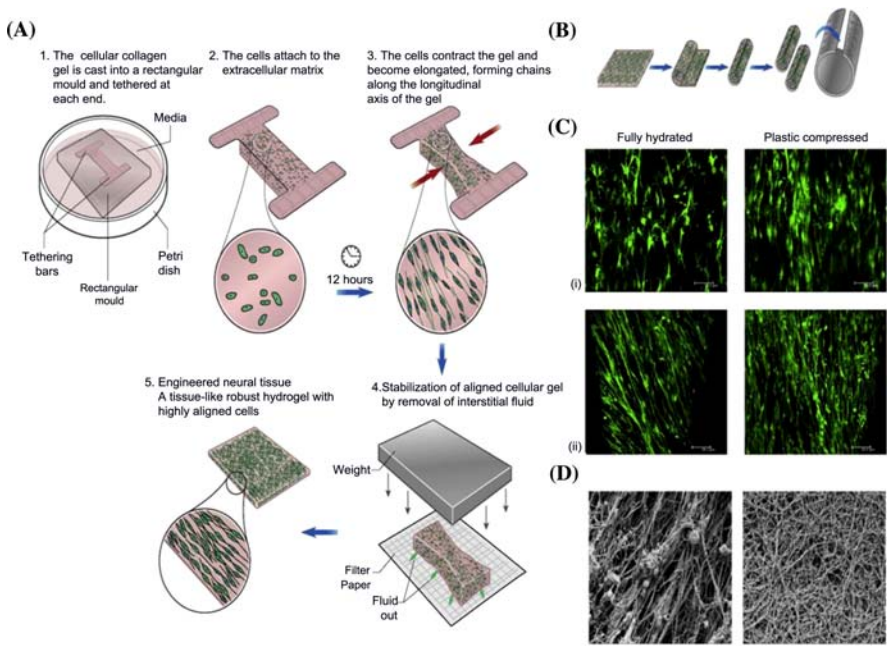 (A)
1. The cellular collagen
gel is cast into a rectangular
mould and tethered at
each end.
Media
Tethering
bars
Rectangular
mould
Petri
dish
2. The cells attach to the
extracellular matrix
12 hours
3. The cells contract the gel and
become elongated, forming chains
along the longitudinal
axis of the gel
4.Stabilization of aligned cellular gel
by removal of interstitial fluid
Weight
Filter
Paper
Fluid
out
5. Engineered neural tissue
A tissue-like robust hydrogel with
highly aligned cells
(B)
(C)
Fully hydrated
Plastic compressed
(i)
(ii)
(D)